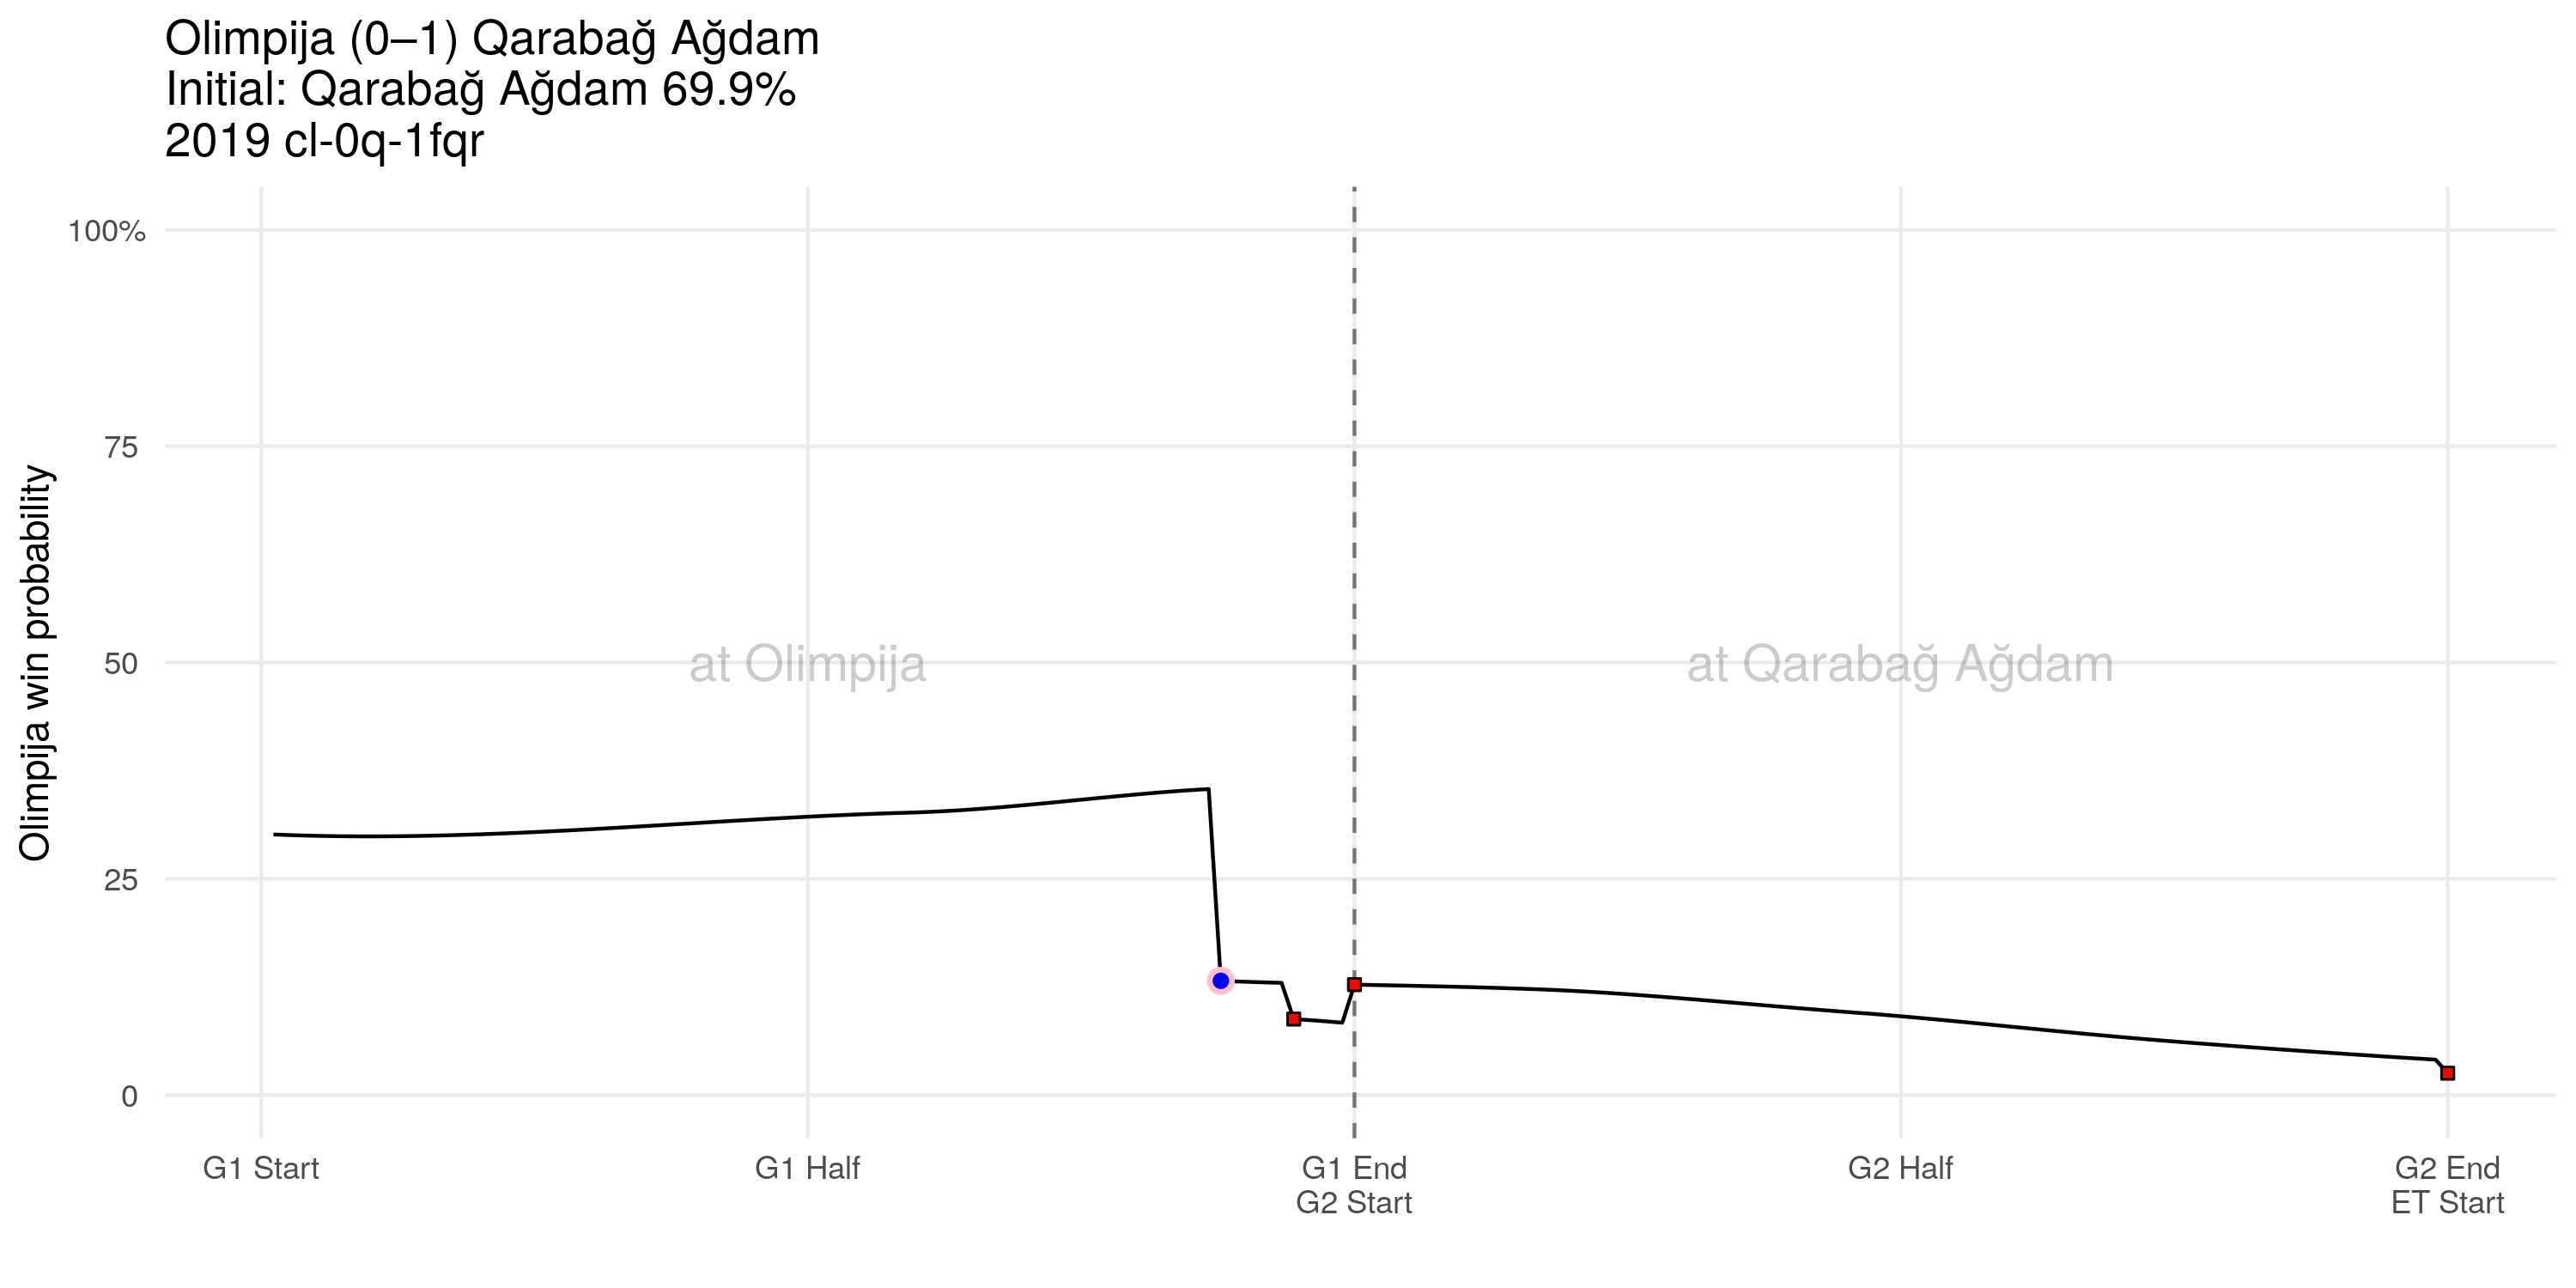 Olimpija (0–1) Qarabağ Ağdam
Initial: Qarabağ Ağdam 69.9%
2019 cl-0q-1fqr
Olimpija win probability
100%
75
50
25
0
at Olimpija
at Qarabağ Ağdam
G1 Start
G1 Half
G1 End
G2 Start
G2 Half
G2 End
ET Start